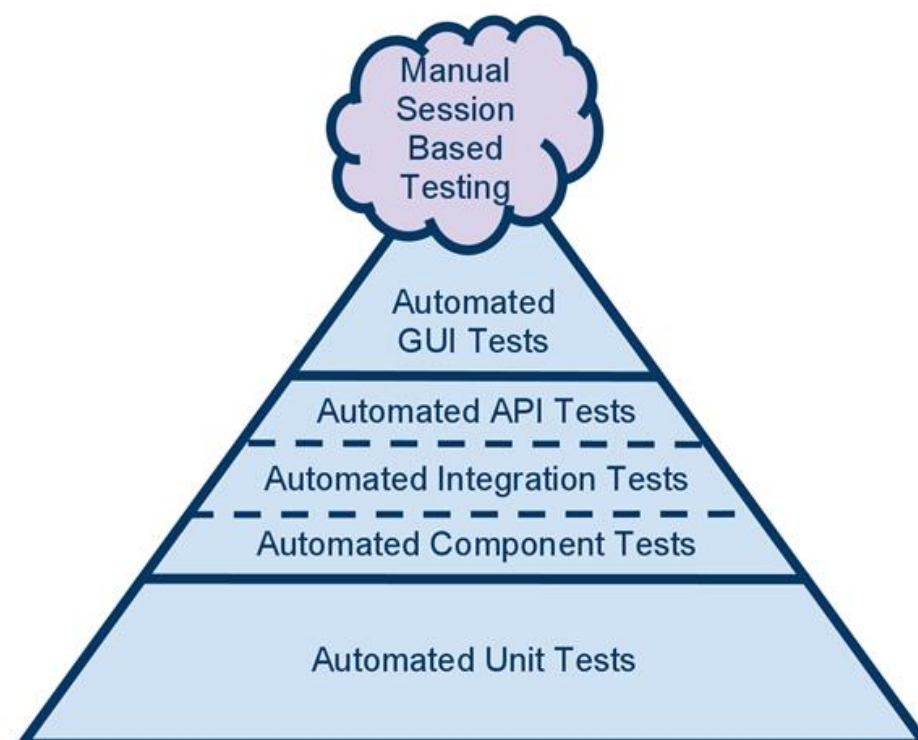 Manual
Session
Based
Testing
Automated
GUI Tests
Automated API Tests
Automated Integration Tests
Automated Component Tests
Automated Unit Tests